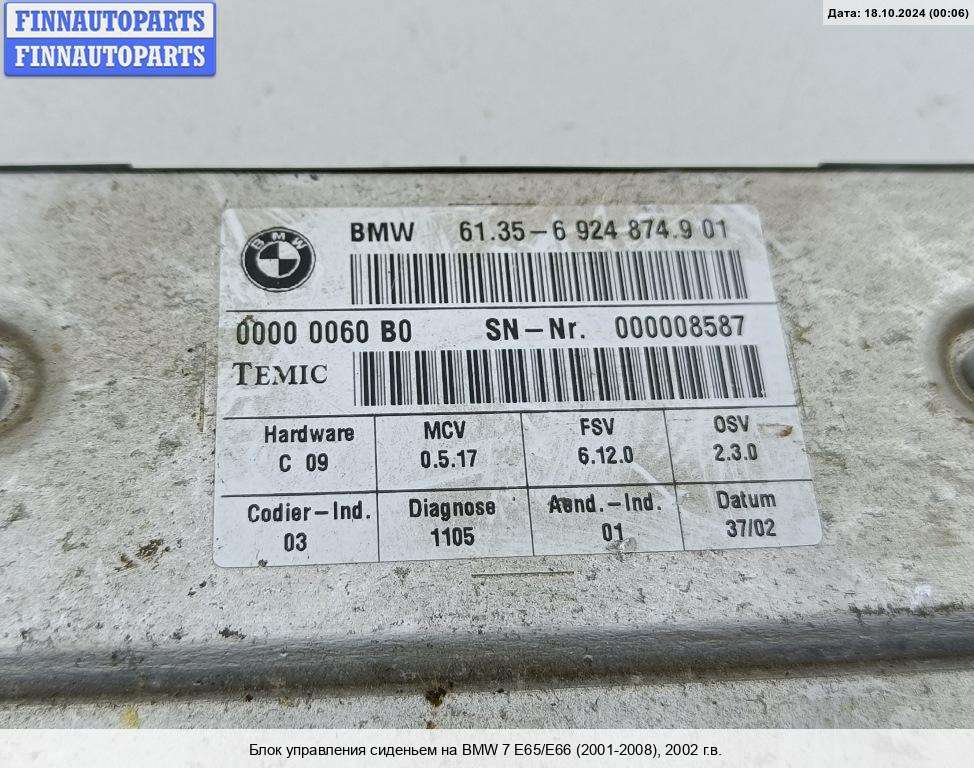 FINNAUTOPARTS
FINNAUTOPARTS
Дата: 18.10.2024 (00:06)
BMW
BMW 61.35-6 924 874.9 01
0000 0060 B0 SN-Nr. 000008587
TEMIC
Hardware MCV FSV OSV
C 09 0.5.17 6.12.0 2.3.0
Codier-Ind. Diagnose Aend.-Ind. Datum
03 1105 01 37/02
Блок управления сиденьем на BMW 7 E65/E66 (2001-2008), 2002 г.в.